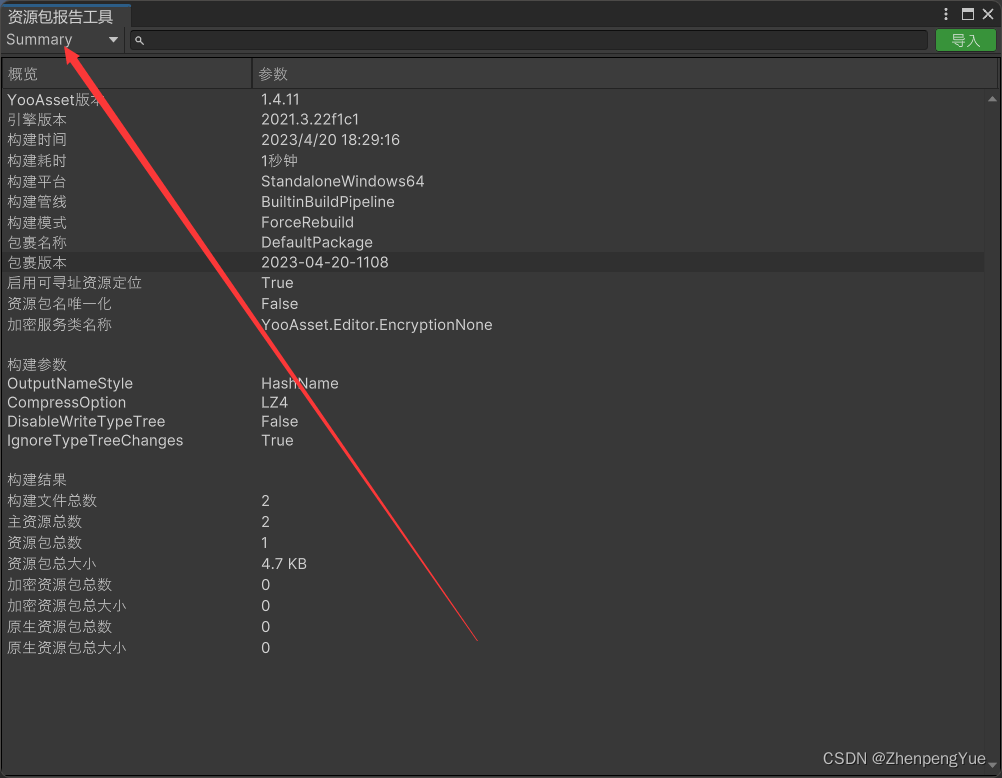 资源包报告工具
Summary
导入
概览 参数
YooAsset版本 1.4.11
引擎版本 2021.3.22f1c1
构建时间 2023/4/20 18:29:16
构建耗时 1秒钟
构建平台 StandaloneWindows64
构建管线 BuiltinBuildPipeline
构建模式 ForceRebuild
包裹名称 DefaultPackage
包裹版本 2023-04-20-1108
启用可寻址资源定位 True
资源包名唯一化 False
加密服务类名称 YooAsset.Editor.EncryptionNone
构建参数
OutputNameStyle HashName
CompressOption LZ4
DisableWriteTypeTree False
IgnoreTypeTreeChanges True
构建结果
构建文件总数 2
主资源总数 2
资源包总数 1
资源包总大小 4.7 KB
加密资源包总数 0
加密资源包总大小 0
原生资源包总数 0
原生资源包总大小 0
CSDN @ZhenpengYue